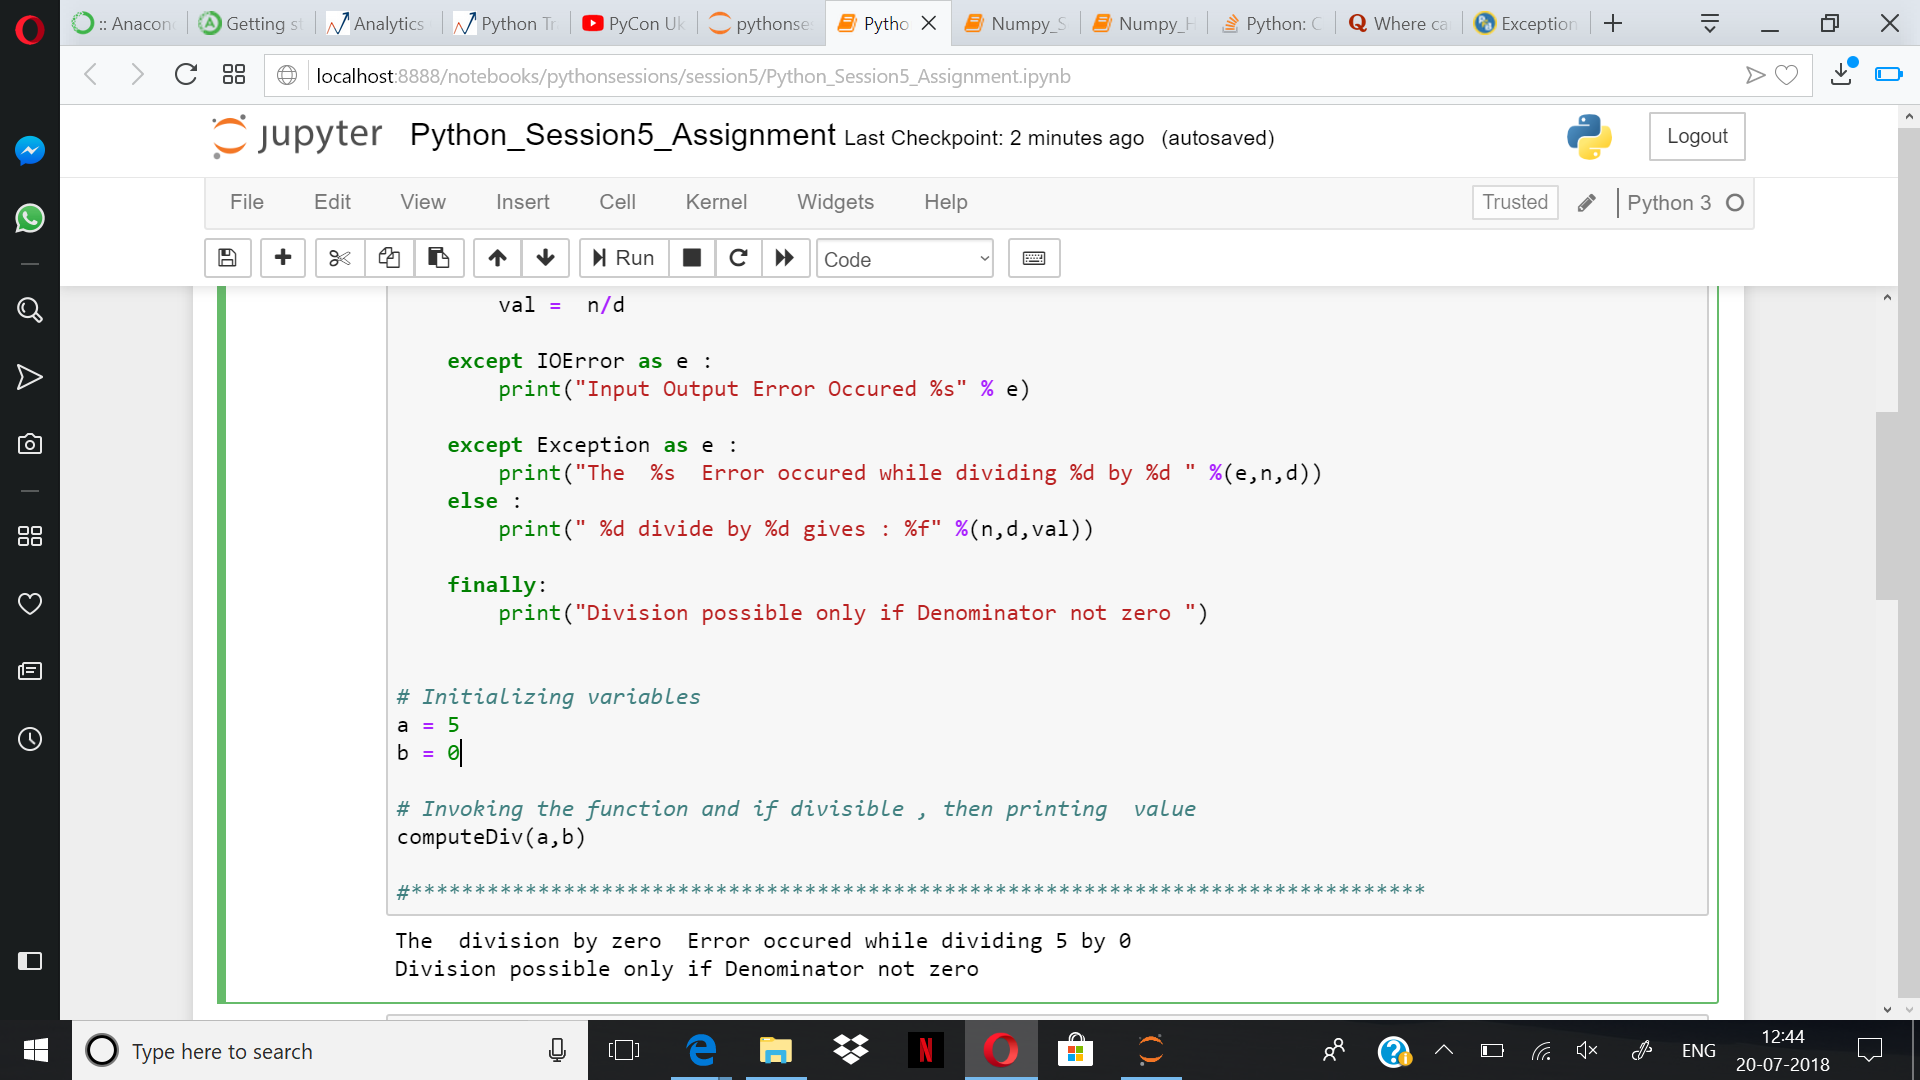 :: Anacon
Getting st
Analytics
Python Tr
PyCon Uk
pythonse
Pytho
Numpy_S
Numpy_H
Python: C
Where ca
Exception
localhost:8888/notebooks/pythonsessions/session5/Python_Session5_Assignment.ipynb
jupyter Python_Session5_Assignment Last Checkpoint: 2 minutes ago (autosaved)
Logout
File Edit View Insert Cell Kernel Widgets Help
Trusted
Python 3
Run
Code
val = n/d
except IOError as e :
print("Input Output Error Occured %s" % e)
except Exception as e :
print("The  %s  Error occured while dividing %d by %d " %(e,n,d))
else :
print(" %d divide by %d gives : %f" %(n,d,val))
finally:
print("Division possible only if Denominator not zero ")
# Initializing variables
a = 5
b = 0
# Invoking the function and if divisible , then printing  value
computeDiv(a,b)
#********************************************************************************
The  division by zero  Error occured while dividing 5 by 0
Division possible only if Denominator not zero
Type here to search
N
ENG
12:44
20-07-2018